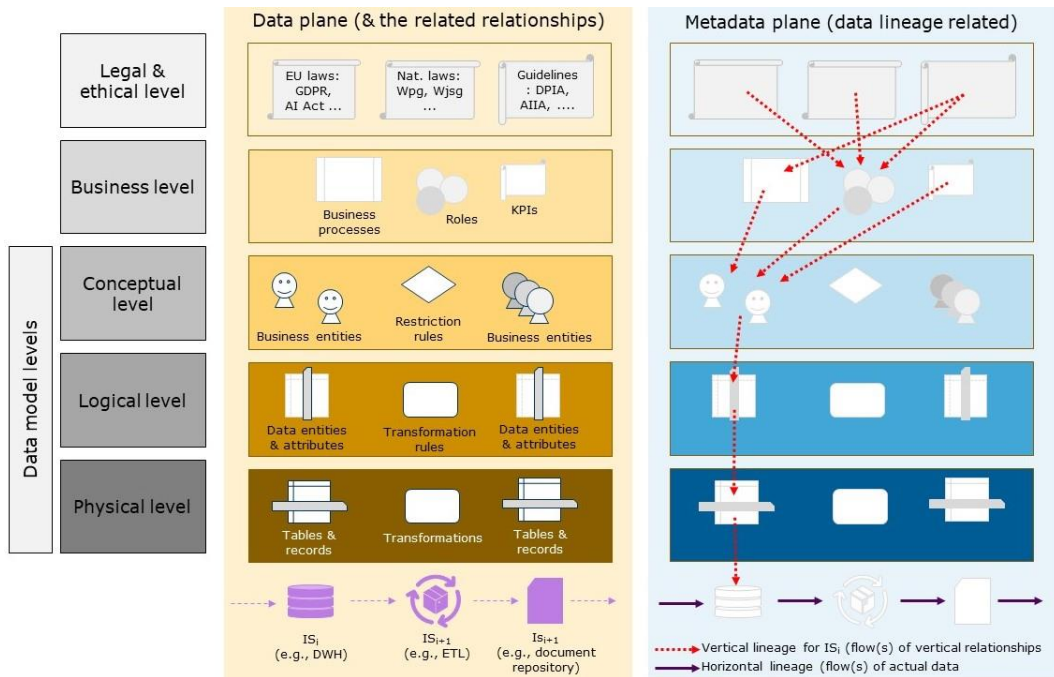 Data plane (& the related relationships)
Metadata plane (data lineage related)
Legal &
ethical level
EU laws:
GDPR,
AI Act ...
Nat. laws:
Wpg, Wjsg
...
Guidelines
: DPIA,
AIIA, ....
Business level
Business
processes
Roles
KPIs
Data model levels
Conceptual
level
Business entities
Restriction
rules
Business entities
Logical level
Data entities
& attributes
Transformation
rules
Data entities
& attributes
Physical level
Tables &
records
Transformations
Tables &
records
ISi
(e.g., DWH)
ISi+1
(e.g., ETL)
Isi+1
(e.g., document
repository)
Vertical lineage for ISi (flow(s) of vertical relationships
Horizontal lineage (flow(s) of actual data